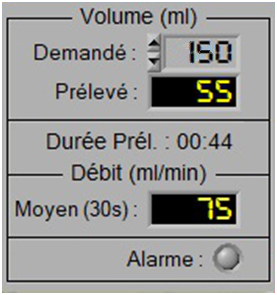 Volume (ml)
Demandé : 150
Prélevé : 55
Durée Prél. : 00:44
Débit (ml/min)
Moyen (30s) : 75
Alarme :